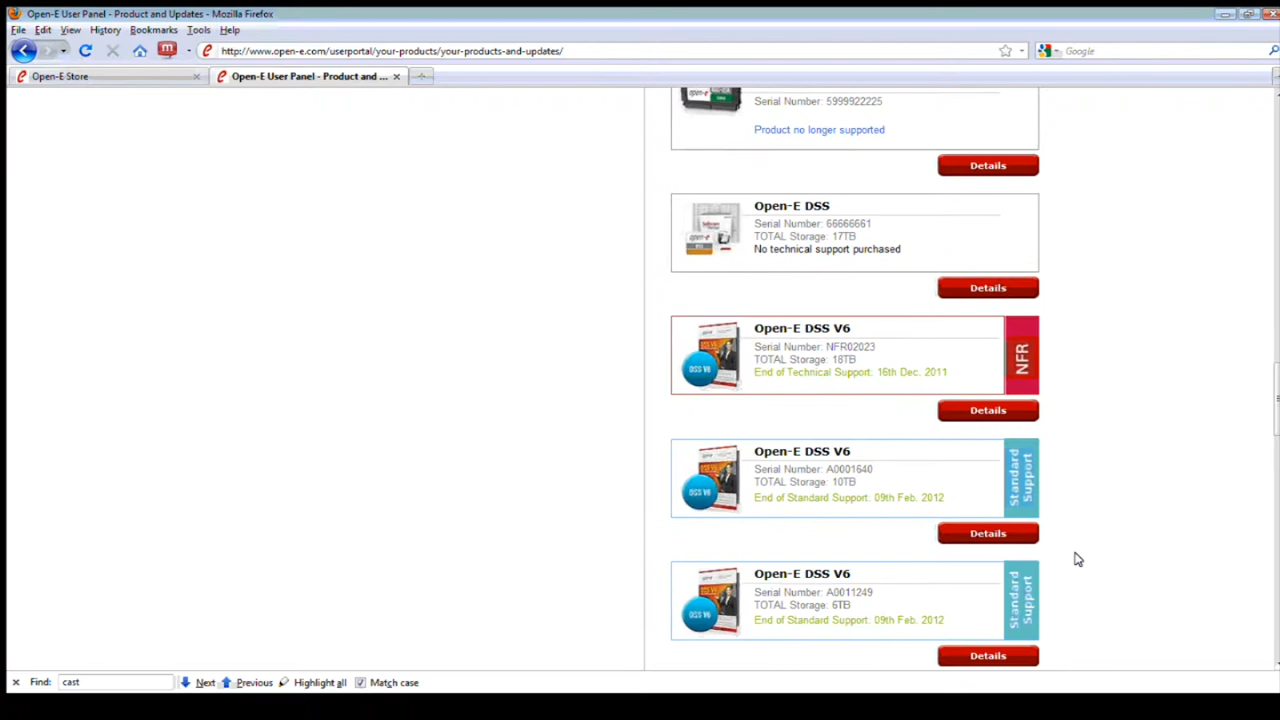 Open-E User Panel - Product and Updates - Mozilla Firefox
File Edit View History Bookmarks Tools Help
http://www.open-e.com/userportal/your-products/your-products-and-updates/
Google
Open-E Store
Open-E User Panel - Product and ...
Serial Number: 5999922225
Product no longer supported
Details
Open-E DSS
Serial Number: 66666661
TOTAL Storage: 17TB
No technical support purchased
Details
Open-E DSS V6
Serial Number: NFR02023
TOTAL Storage: 18TB
End of Technical Support: 16th Dec. 2011
DSS V6
NFR
Details
Open-E DSS V6
Serial Number: A0001640
TOTAL Storage: 10TB
End of Standard Support: 09th Feb. 2012
DSS V6
Standard Support
Details
Open-E DSS V6
Serial Number: A0011249
TOTAL Storage: 6TB
End of Standard Support: 09th Feb. 2012
DSS V6
Standard Support
Details
Find: cast Next Previous Highlight all Match case